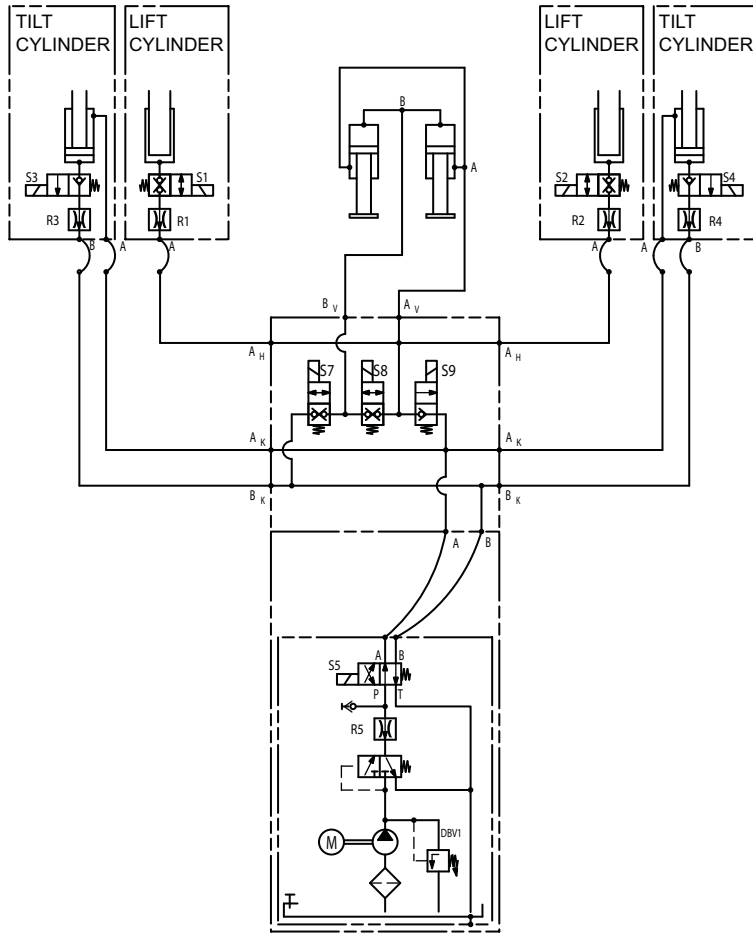 TILT
CYLINDER
LIFT
CYLINDER
LIFT
CYLINDER
TILT
CYLINDER
B
A
S3
S1
S2
S4
R3
R1
R2
R4
B
A
A
A
A
B
B V
A V
A H
A H
S7
S8
S9
A K
A K
B K
B K
A
B
A
B
S5
P
T
R5
M
DBV1